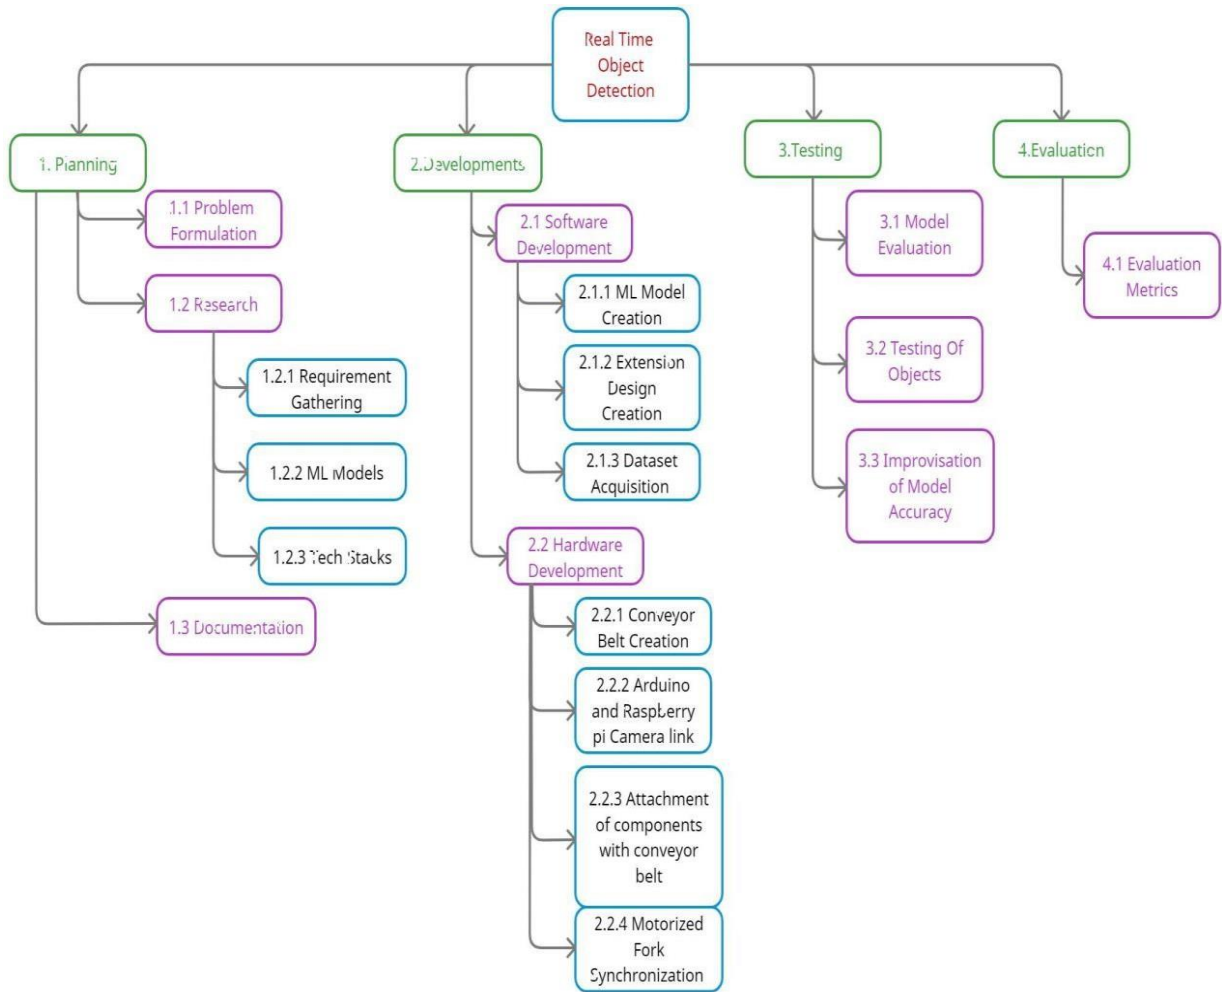 Real Time
Object
Detection
1. Planning
1.1 Problem
Formulation
1.2 Research
1.2.1 Requirement
Gathering
1.2.2 ML Models
1.2.3 Tech Stacks
1.3 Documentation
2.Developments
2.1 Software
Development
2.1.1 ML Model
Creation
2.1.2 Extension
Design
Creation
2.1.3 Dataset
Acquisition
2.2 Hardware
Development
2.2.1 Conveyor
Belt Creation
2.2.2 Arduino
and Raspberry
pi Camera link
2.2.3 Attachment
of components
with conveyor
belt
2.2.4 Motorized
Fork
Synchronization
3.Testing
3.1 Model
Evaluation
3.2 Testing Of
Objects
3.3 Improvisation
of Model
Accuracy
4.Evaluation
4.1 Evaluation
Metrics